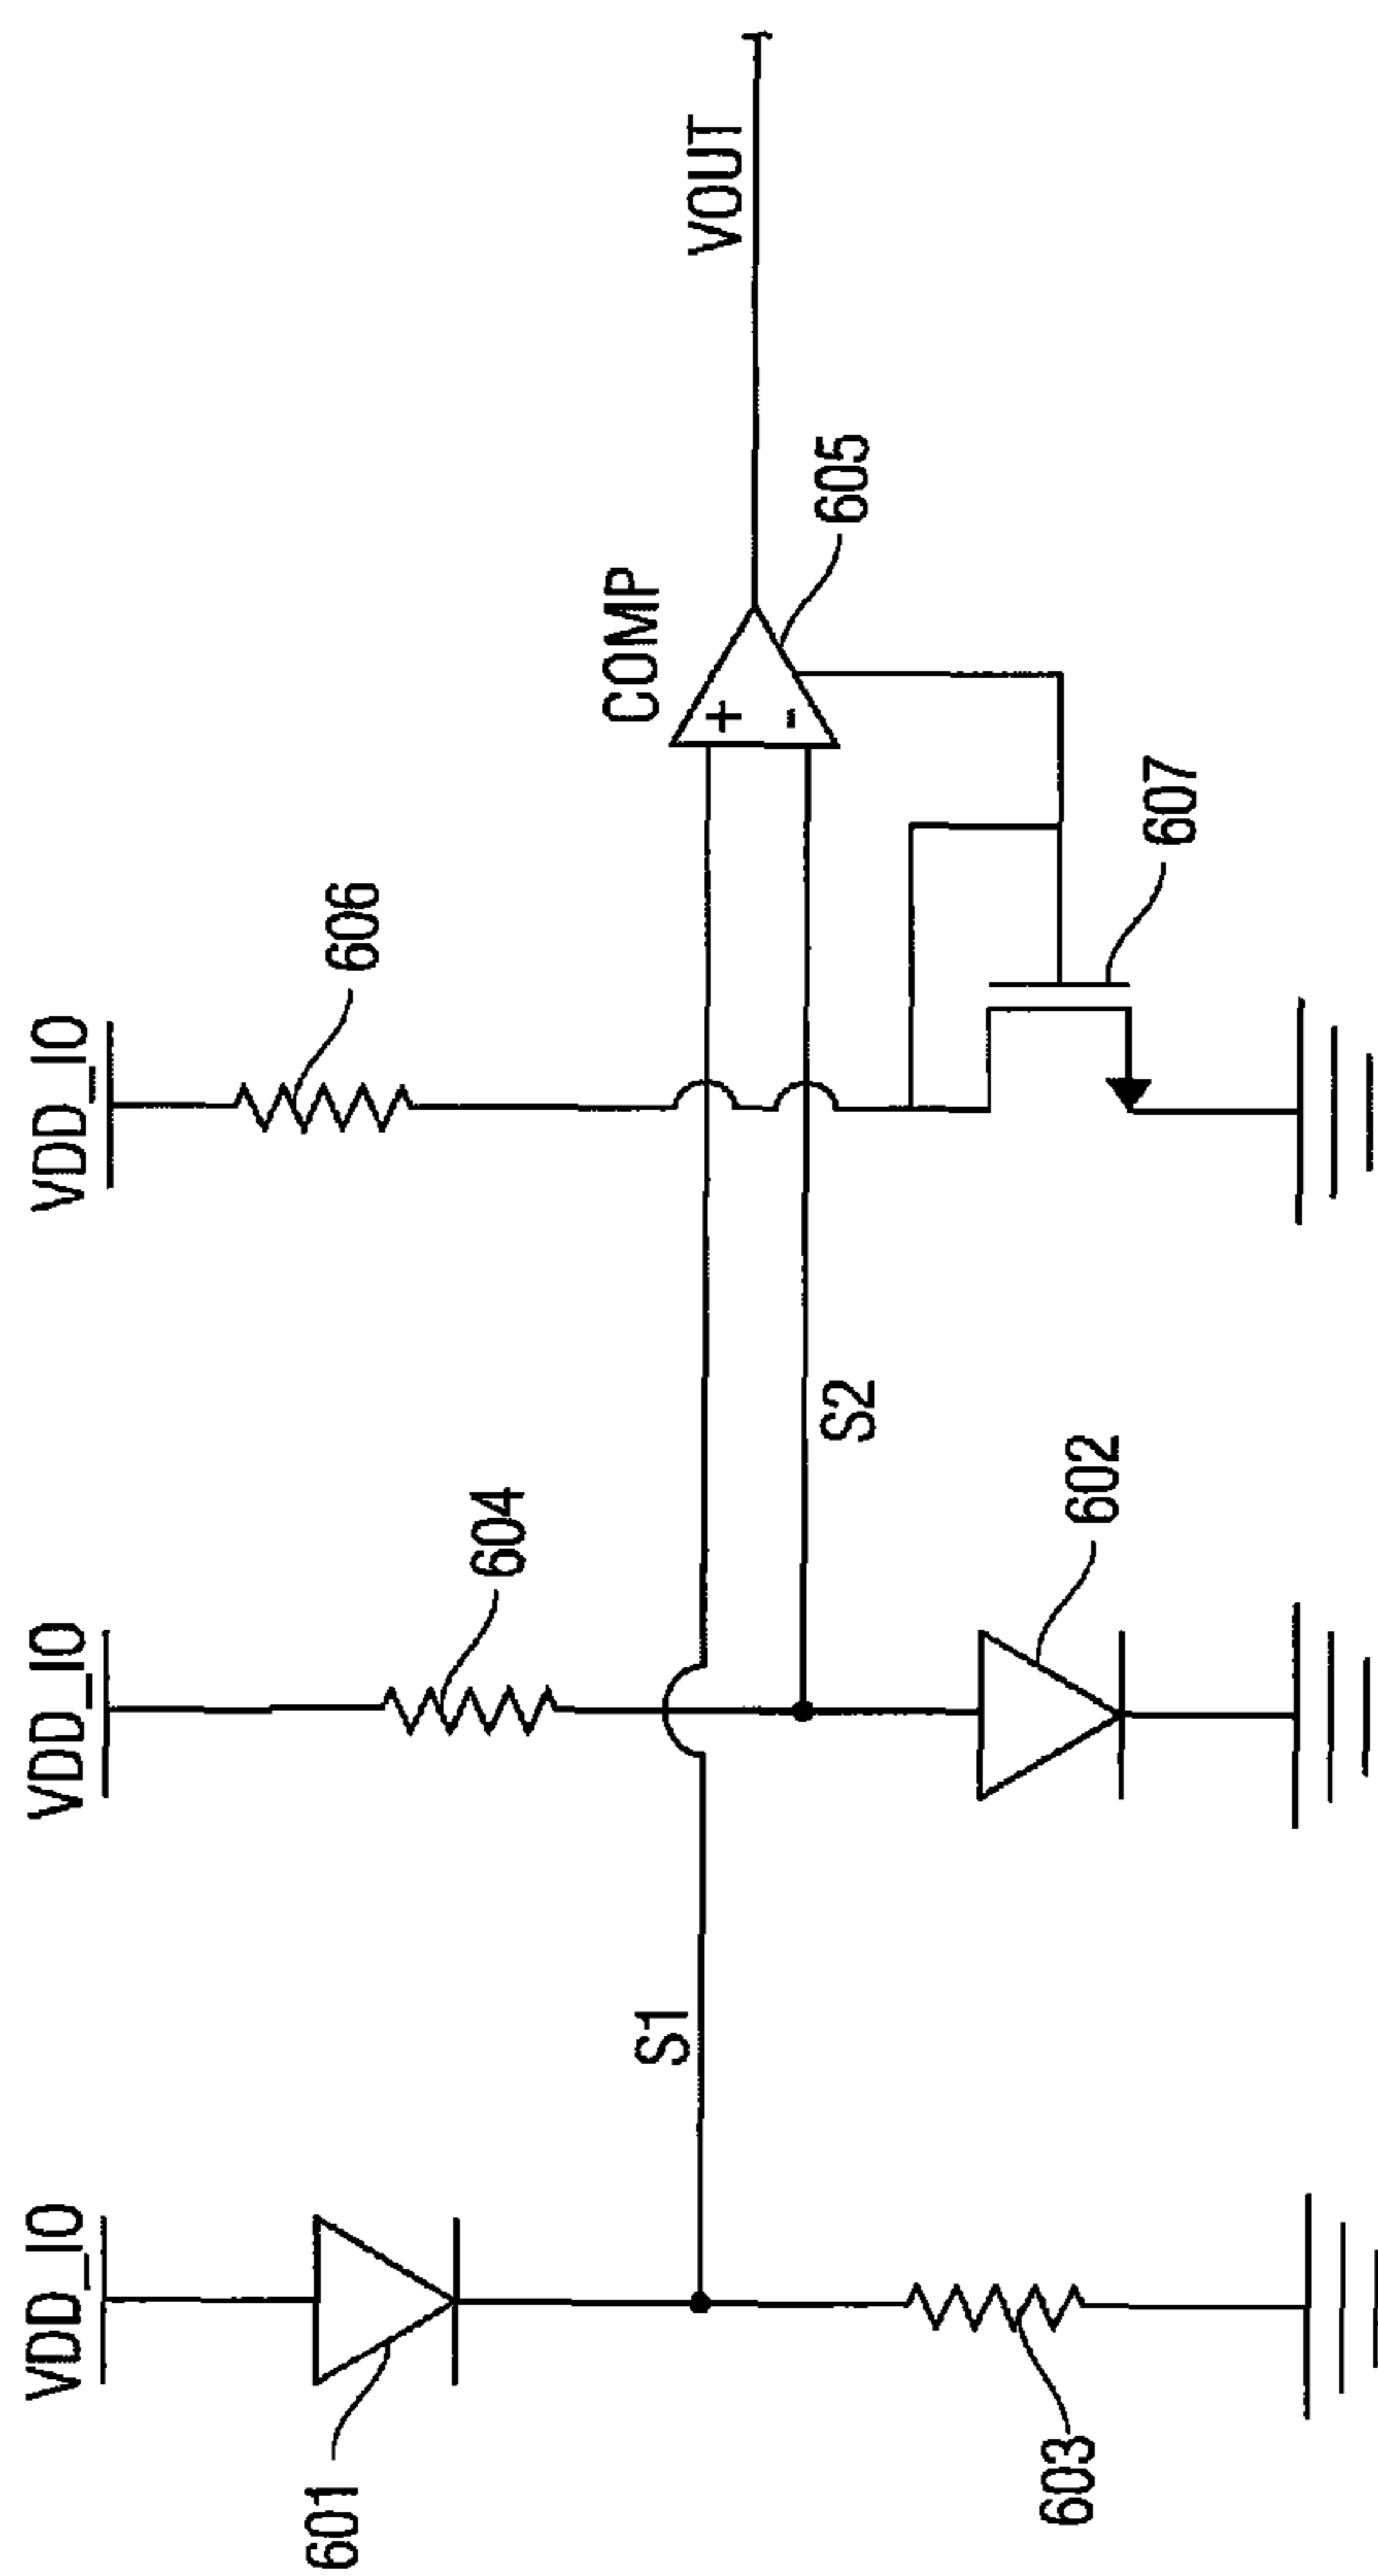 VDD_IO
VDD_IO
VDD_IO
601
604
606
S1
COMP
VOUT
+
-
605
S2
603
602
607